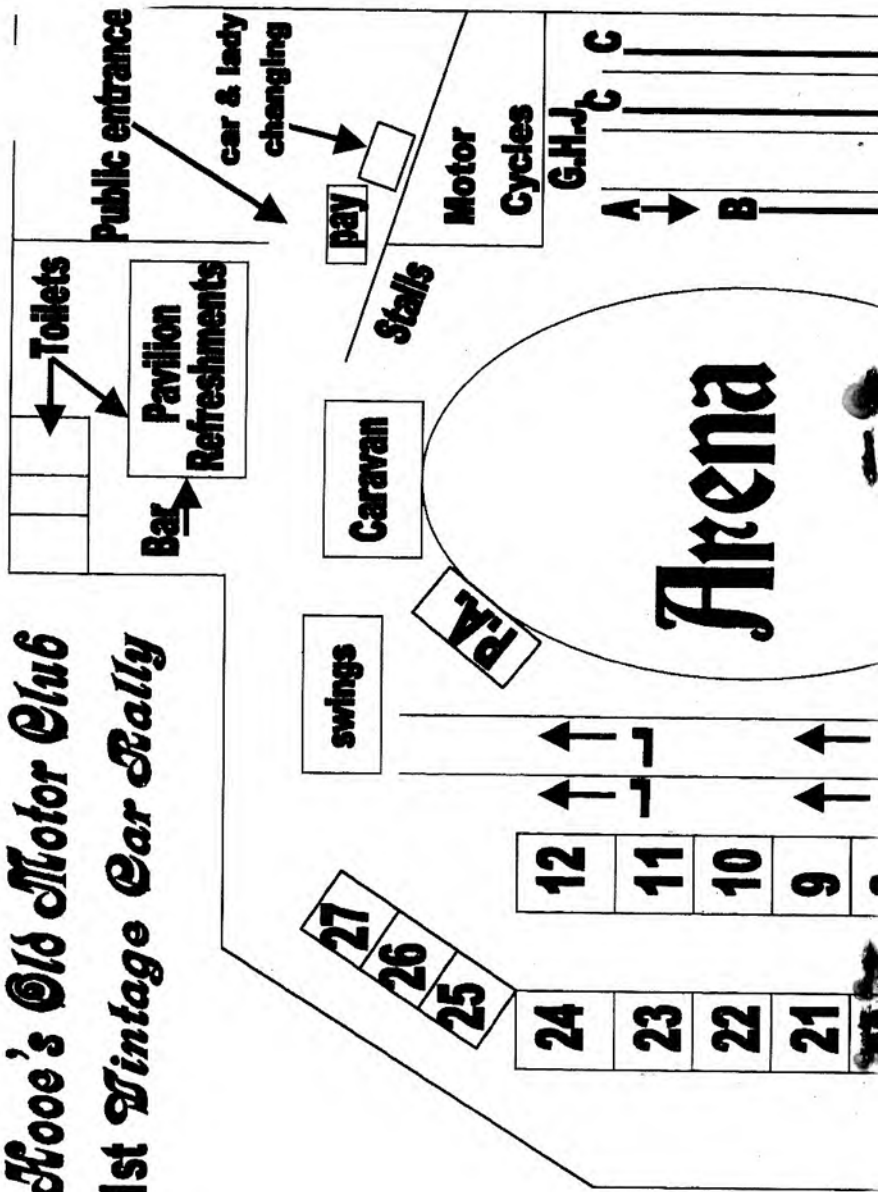 Hooe's Old Motor Club
1st Vintage Car Rally
Toilets
Public entrance
car & lady
changing
Bar
Pavilion
Refreshments
pay
swings
Caravan
Stalls
Motor
Cycles
G.H.J.
P.A.
27
26
25
24
23
22
21
12
11
10
9
L
L
Arena
A
B
C
C